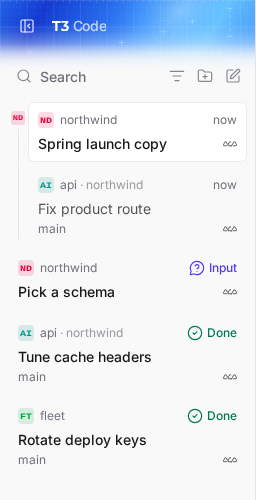 T3 Code
Search
ND
ND northwind now
Spring launch copy
AI api · northwind now
Fix product route
main
ND northwind Input
Pick a schema
AI api · northwind Done
Tune cache headers
main
FT fleet Done
Rotate deploy keys
main